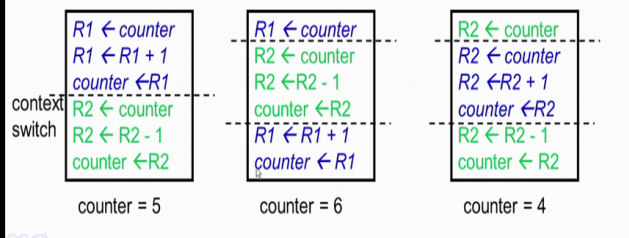 R1 ← counter
R1 ← R1 + 1
counter ←R1
context switch
R2 ← counter
R2 ← R2 - 1
counter ←R2
counter = 5
R1 ← counter
R2 ← counter
R2 ←R2 - 1
counter ←R2
R1 ← R1 + 1
counter ← R1
counter = 6
R2 ← counter
R2 ← counter
R2 ←R2 + 1
counter ←R2
R2 ← R2 - 1
counter ← R2
counter = 4